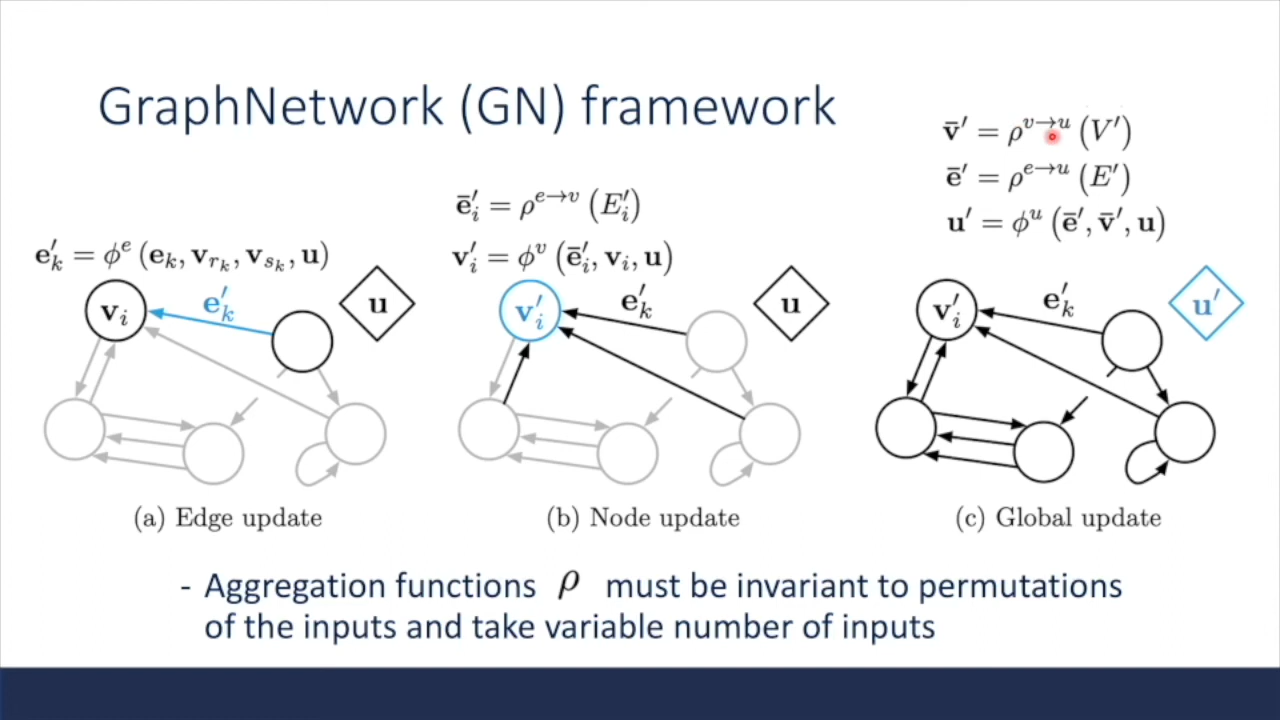 GraphNetwork (GN) framework
v̄′ = ρ^{v→u} (V′)
ē′ = ρ^{e→u} (E′)
u′ = ϕ^u (ē′, v̄′, u)
ē′_i = ρ^{e→v} (E′_i)
v′_i = ϕ^v (ē′_i, v_i, u)
e′_k = ϕ^e (e_k, v_{r_k}, v_{s_k}, u)
v_i e′_k u
v′_i e′_k u
v′_i e′_k u′
(a) Edge update
(b) Node update
(c) Global update
- Aggregation functions ρ must be invariant to permutations
of the inputs and take variable number of inputs